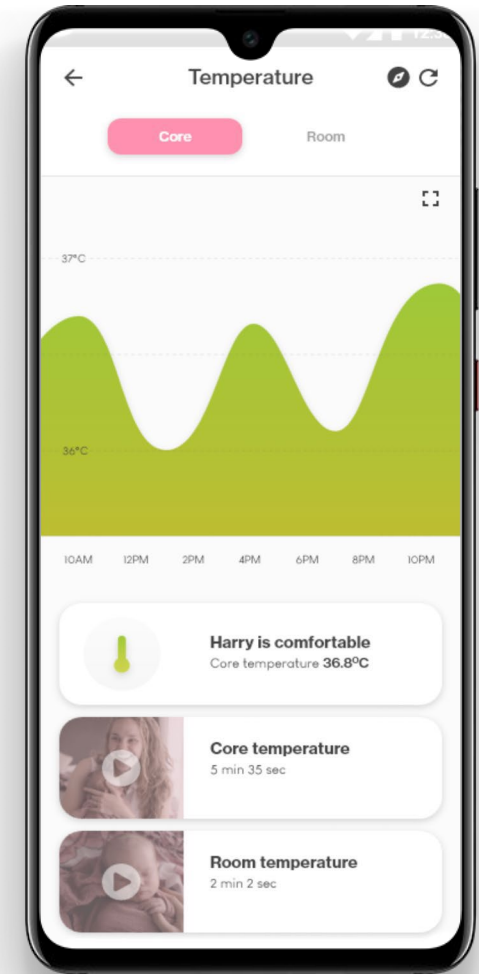 Temperature
Core Room
37°C
36°C
10AM 12PM 2PM 4PM 6PM 8PM 10PM
Harry is comfortable
Core temperature 36.8°C
Core temperature
5 min 35 sec
Room temperature
2 min 2 sec